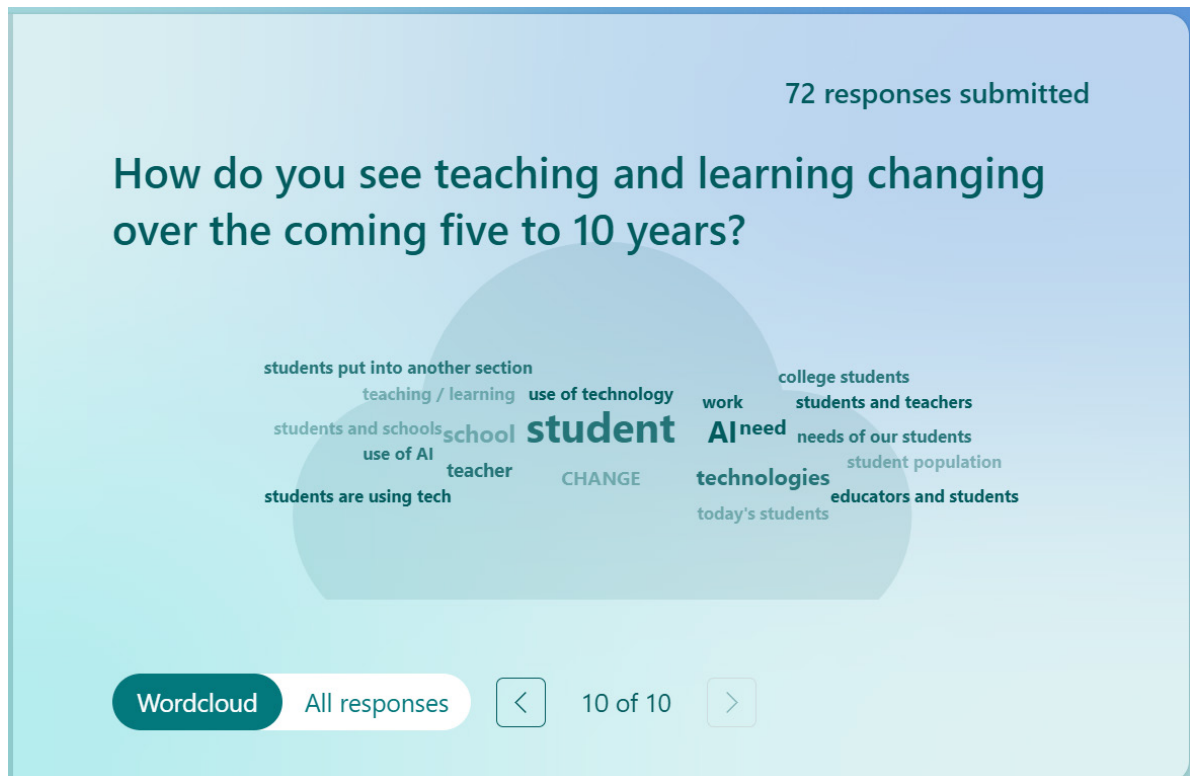 72 responses submitted
How do you see teaching and learning changing
over the coming five to 10 years?
students put into another section
college students
teaching / learning use of technology work students and teachers
students and schools school student AI need needs of our students
use of AI teacher CHANGE technologies student population
students are using tech educators and students
today's students
Wordcloud All responses 10 of 10